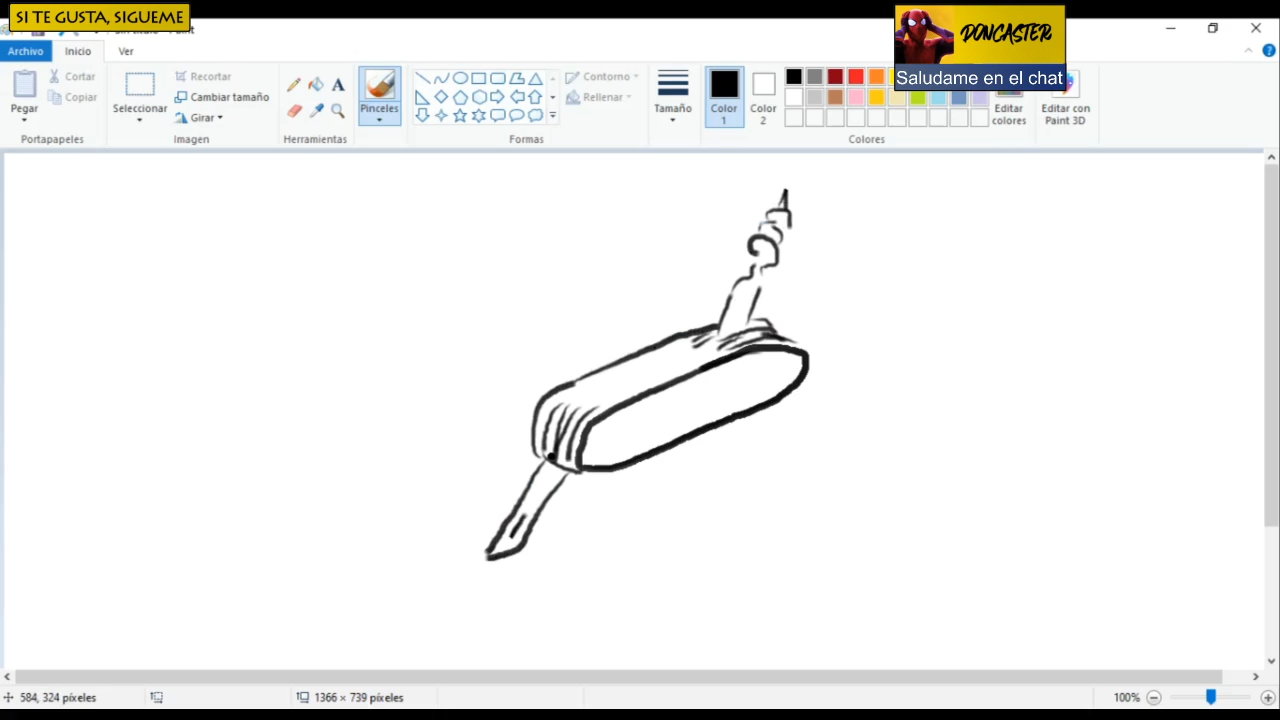 SI TE GUSTA, SIGUEME
DONCASTER
Saludame en el chat
Archivo
Inicio
Ver
Pegar
Cortar
Copiar
Portapapeles
Seleccionar
Recortar
Cambiar tamaño
Girar
Imagen
A
Herramientas
Pinceles
Contorno
Rellenar
Formas
Tamaño
Color
1
Color
2
Editar
colores
Editar con
Paint 3D
Colores
584, 324 píxeles
1366 × 739 píxeles
100%